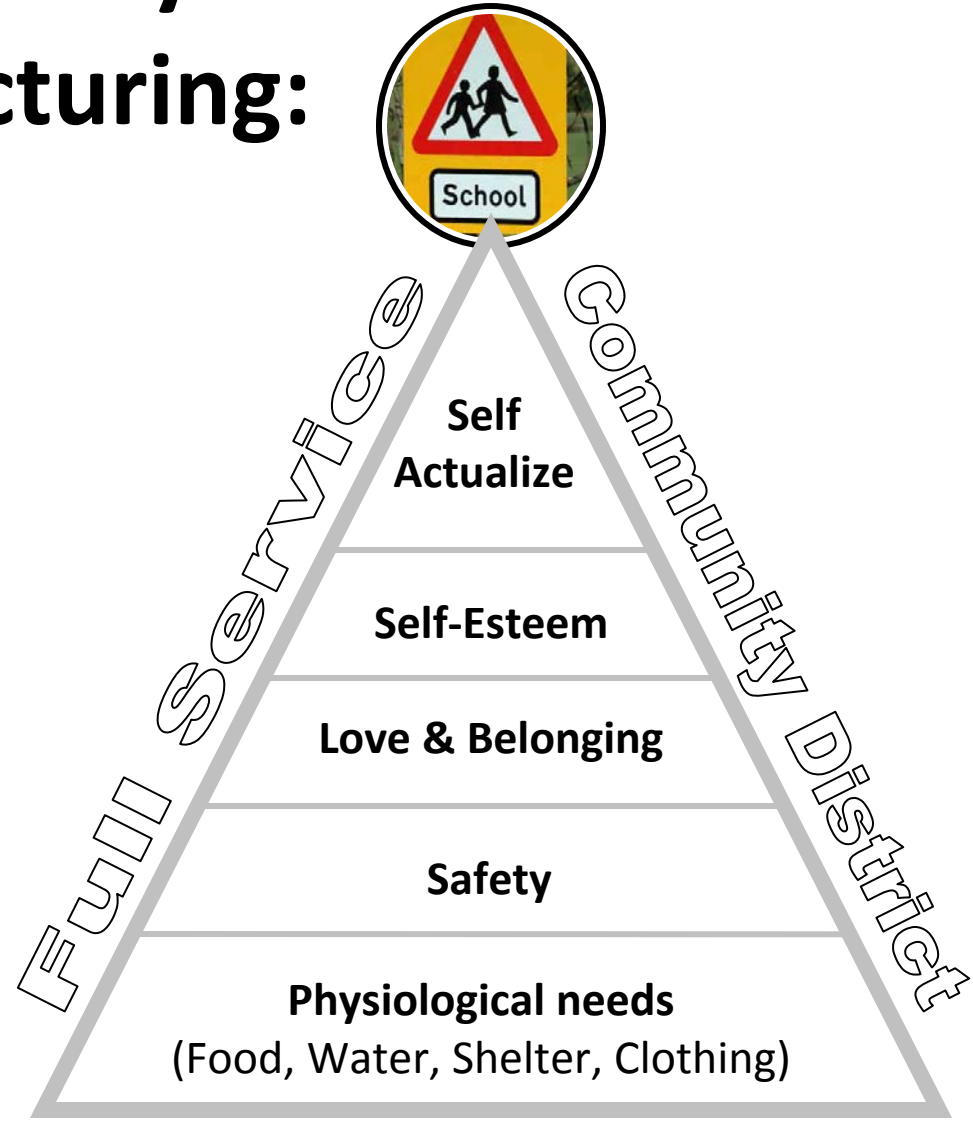 cturing:
School
Full Service
Community District
Self
Actualize
Self-Esteem
Love & Belonging
Safety
Physiological needs
(Food, Water, Shelter, Clothing)